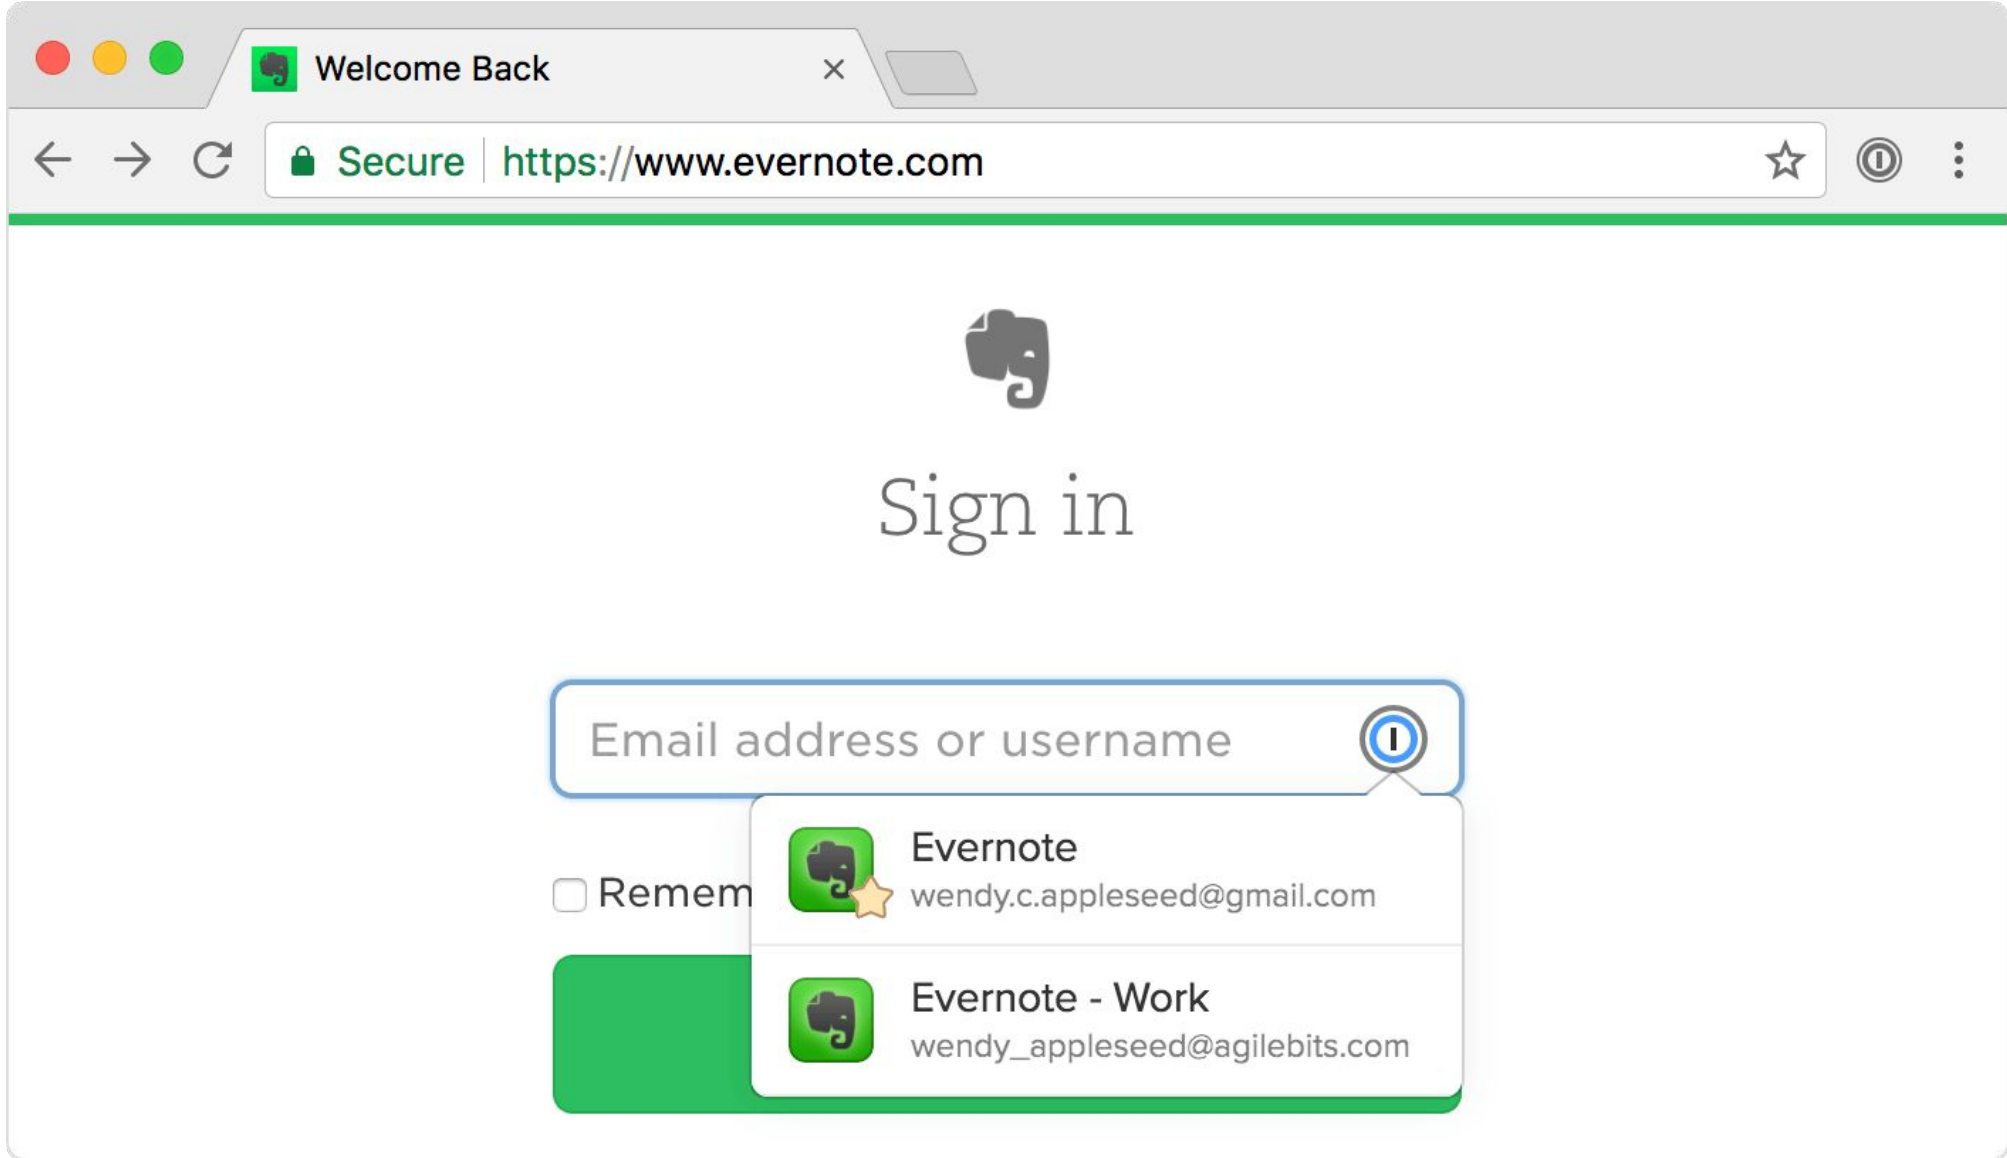 Welcome Back
Secure https://www.evernote.com
Sign in
Email address or username
Evernote
wendy.c.appleseed@gmail.com
Remem
Evernote - Work
wendy_appleseed@agilebits.com